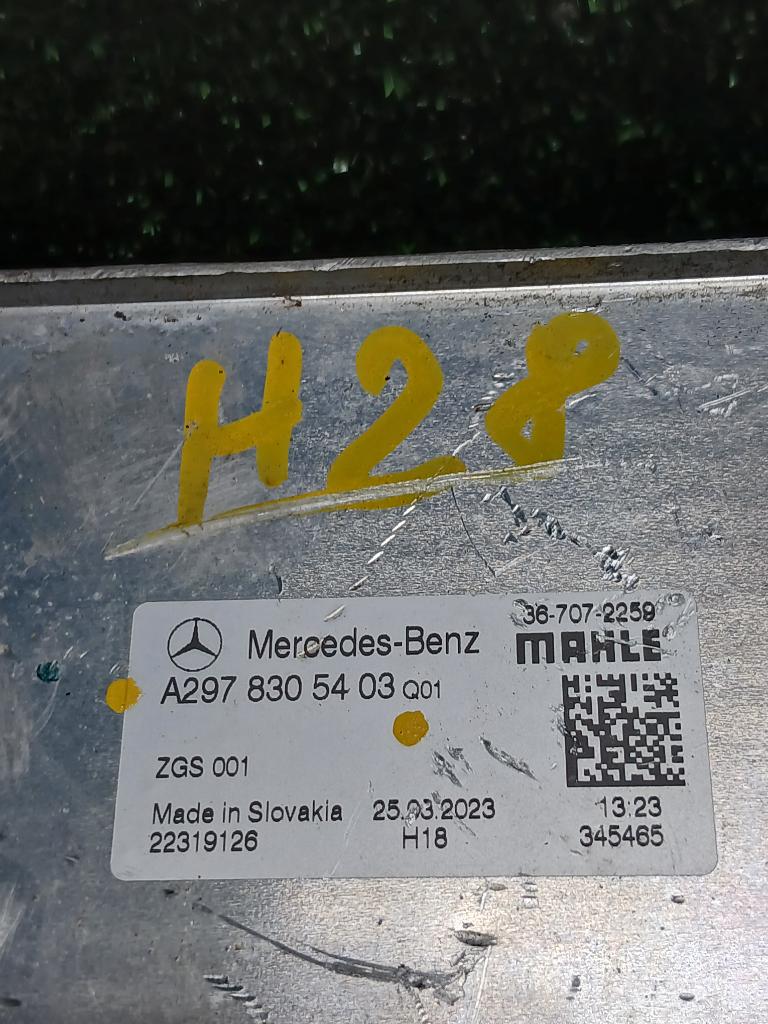 H28
36-707-2259
Mercedes-Benz MAHLE
A297 830 54 03 Q01
ZGS 001
Made in Slovakia 25.03.2023 13:23
22319126 H18 345465